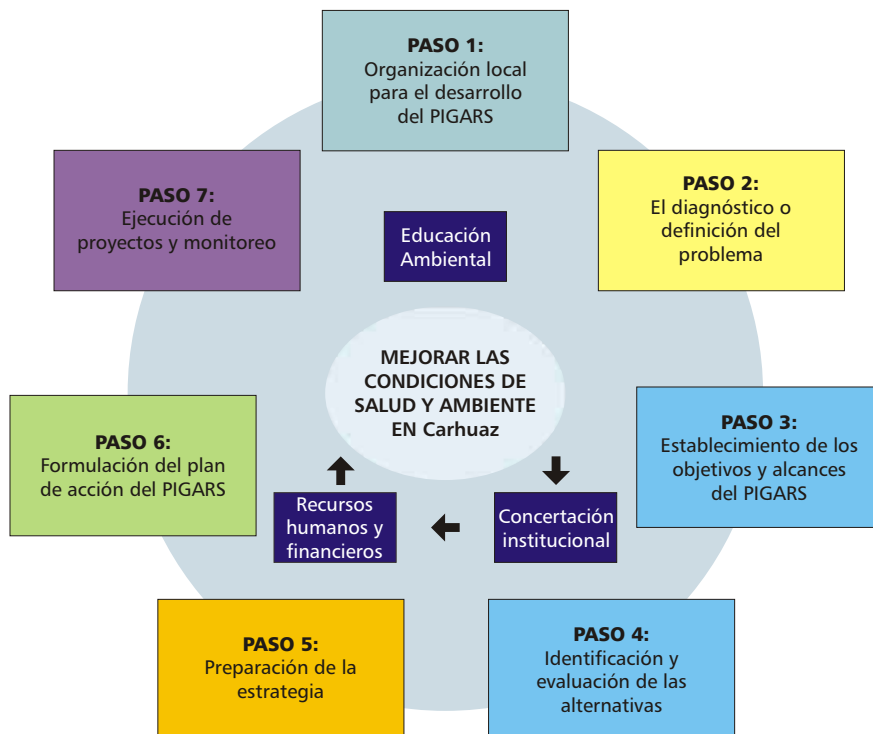 PASO 1:
Organización local
para el desarrollo
del PIGARS
PASO 2:
El diagnóstico o
definición del
problema
PASO 7:
Ejecución de
proyectos y monitoreo
Educación
Ambiental
MEJORAR LAS
CONDICIONES DE
SALUD Y AMBIENTE
EN Carhuaz
PASO 3:
Establecimiento de los
objetivos y alcances
del PIGARS
PASO 6:
Formulación del plan
de acción del PIGARS
Recursos
humanos y
financieros
Concertación
institucional
PASO 5:
Preparación de la
estrategia
PASO 4:
Identificación y
evaluación de las
alternativas